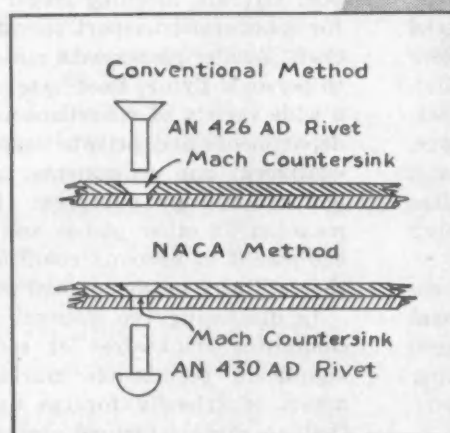 Conventional Method
AN 426 AD Rivet
Mach Countersink
NACA Method
Mach Countersink
AN 430 AD Rivet